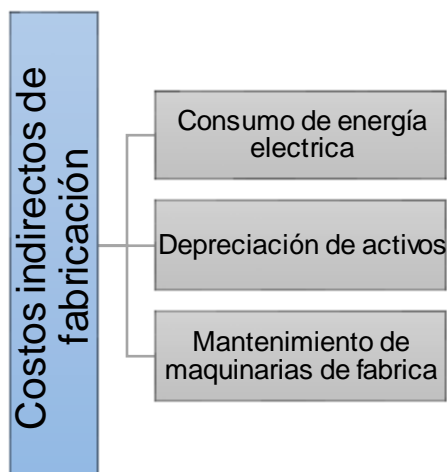 Costos indirectos de
fabricación
Consumo de energía
electrica
Depreciación de activos
Mantenimiento de
maquinarias de fabrica